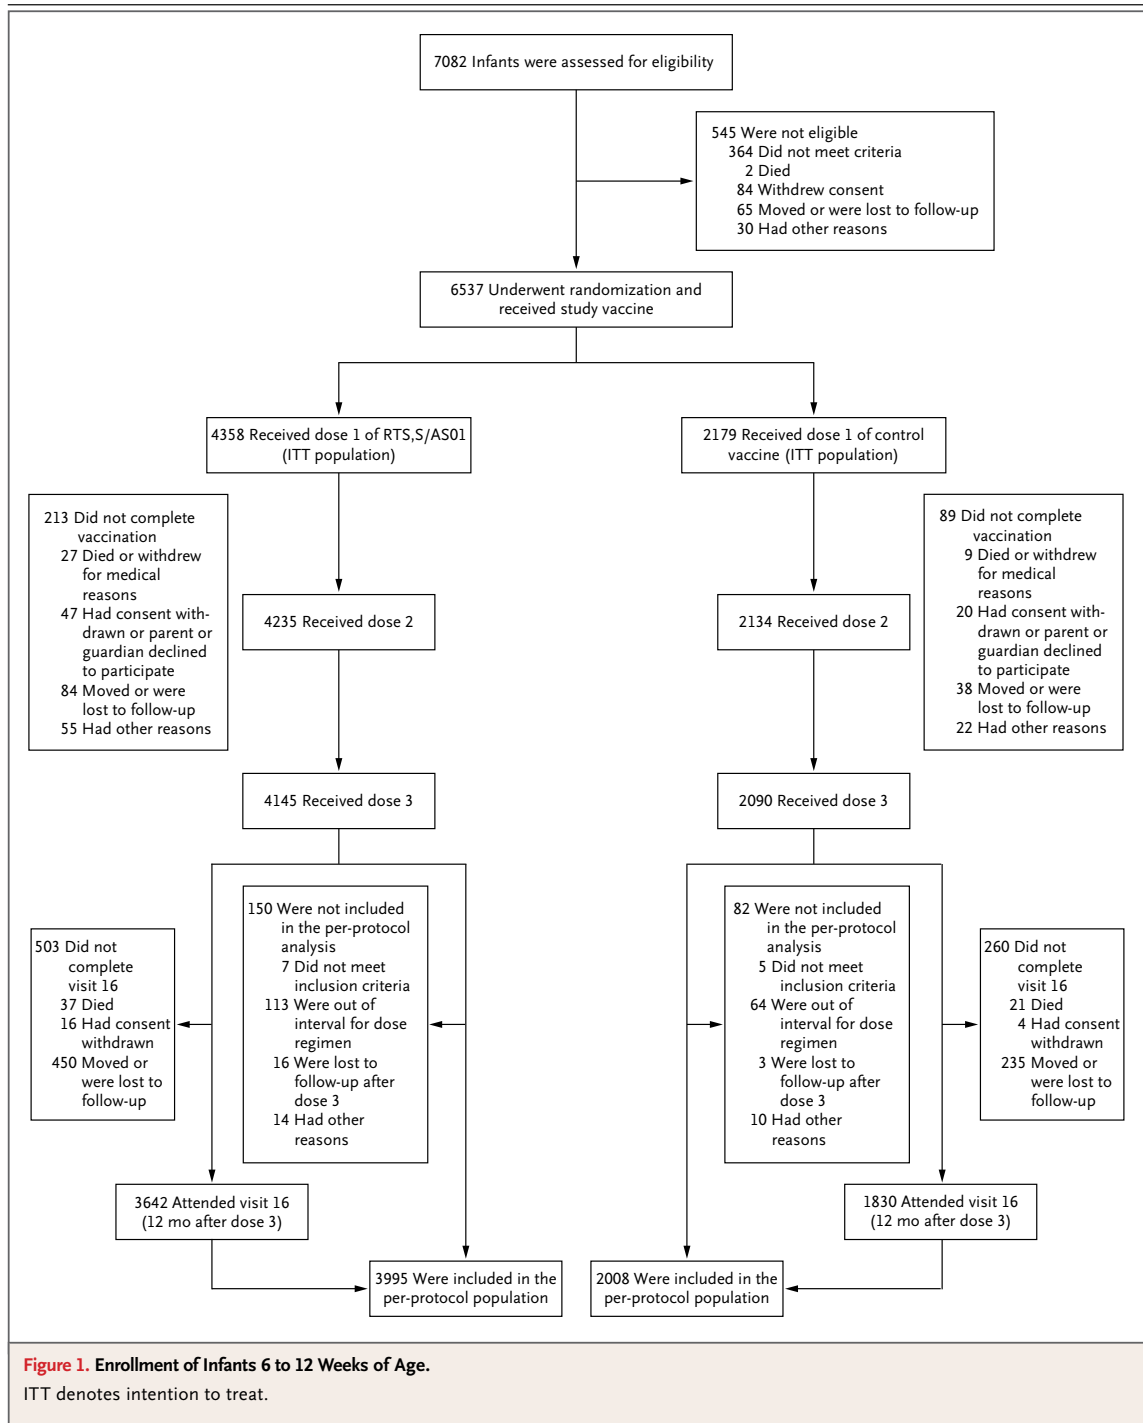 7082 Infants were assessed for eligibility
545 Were not eligible
364 Did not meet criteria
2 Died
84 Withdrew consent
65 Moved or were lost to follow-up
30 Had other reasons
6537 Underwent randomization and
received study vaccine
4358 Received dose 1 of RTS,S/AS01
(ITT population)
2179 Received dose 1 of control
vaccine (ITT population)
213 Did not complete
vaccination
27 Died or withdrew
for medical
reasons
47 Had consent with-
drawn or parent or
guardian declined
to participate
84 Moved or were
lost to follow-up
55 Had other reasons
4235 Received dose 2
2134 Received dose 2
89 Did not complete
vaccination
9 Died or withdrew
for medical
reasons
20 Had consent with-
drawn or parent or
guardian declined
to participate
38 Moved or were
lost to follow-up
22 Had other reasons
4145 Received dose 3
2090 Received dose 3
503 Did not
complete
visit 16
37 Died
16 Had consent
withdrawn
450 Moved or
were lost to
follow-up
150 Were not included
in the per-protocol
analysis
7 Did not meet
inclusion criteria
113 Were out of
interval for dose
regimen
16 Were lost to
follow-up after
dose 3
14 Had other
reasons
82 Were not included
in the per-protocol
analysis
5 Did not meet
inclusion criteria
64 Were out of
interval for dose
regimen
3 Were lost to
follow-up after
dose 3
10 Had other
reasons
260 Did not
complete
visit 16
21 Died
4 Had consent
withdrawn
235 Moved or
were lost to
follow-up
3642 Attended visit 16
(12 mo after dose 3)
1830 Attended visit 16
(12 mo after dose 3)
3995 Were included in the
per-protocol population
2008 Were included in the
per-protocol population
Figure 1. Enrollment of Infants 6 to 12 Weeks of Age.
ITT denotes intention to treat.